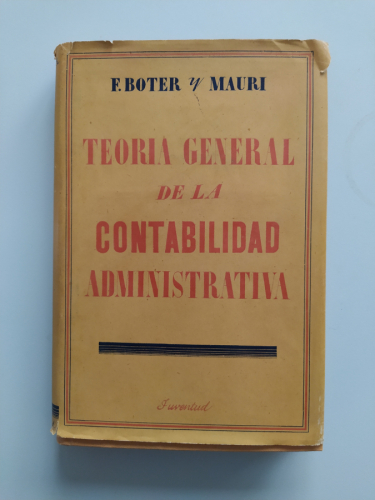 F. BOTER y MAURI
TEORIA GENERAL
DE LA
CONTABILIDAD
ADMINISTRATIVA
Juventud